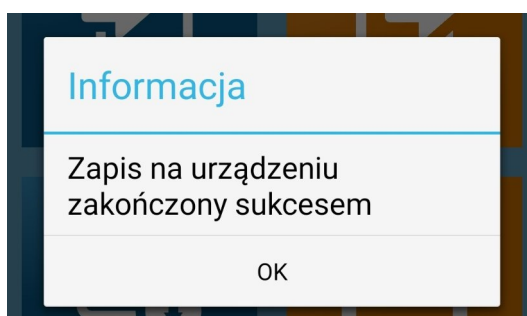 Informacja
Zapis na urządzeniu
zakończony sukcesem
OK